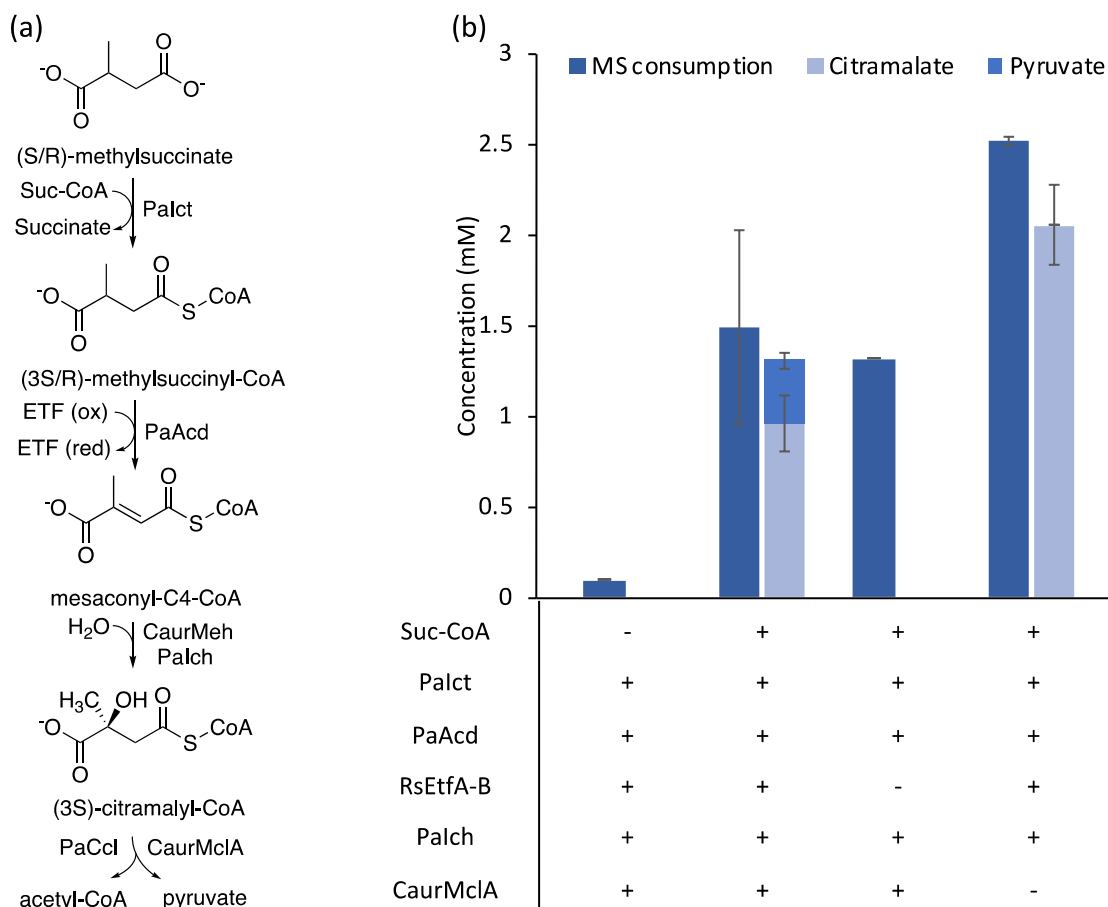 (a)
-O
O
O
O-
(S/R)-methylsuccinate
Suc-CoA
Succinate
PaIct
-O
O
O
S
CoA
(3S/R)-methylsuccinyl-CoA
ETF (ox)
ETF (red)
PaAcd
-O
O
O
S
CoA
mesaconyl-C4-CoA
H2O
CaurMeh
PaIch
H3C
OH
O
-O
O
S
CoA
(3S)-citramalyl-CoA
PaCcl
CaurMclA
acetyl-CoA
pyruvate
(b)
MS consumption Citramalate Pyruvate
Concentration (mM)
3
2.5
2
1.5
1
0.5
0
Suc-CoA - + + +
PaIct + + + +
PaAcd + + + +
RsEtfA-B + + - +
PaIch + + + +
CaurMclA + + + -